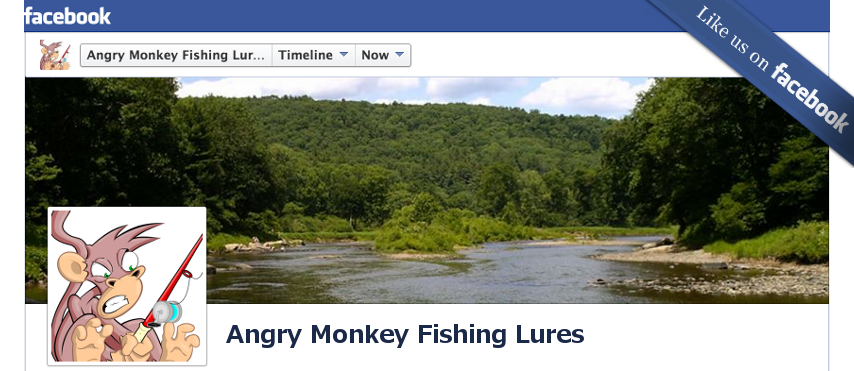 facebook
Angry Monkey Fishing Lur...
Timeline
Now
Like us on facebook
Angry Monkey Fishing Lures